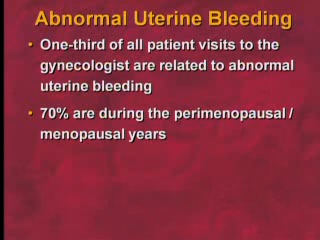 Abnormal Uterine Bleeding
• One-third of all patient visits to the
gynecologist are related to abnormal
uterine bleeding
• 70% are during the perimenopausal /
menopausal years